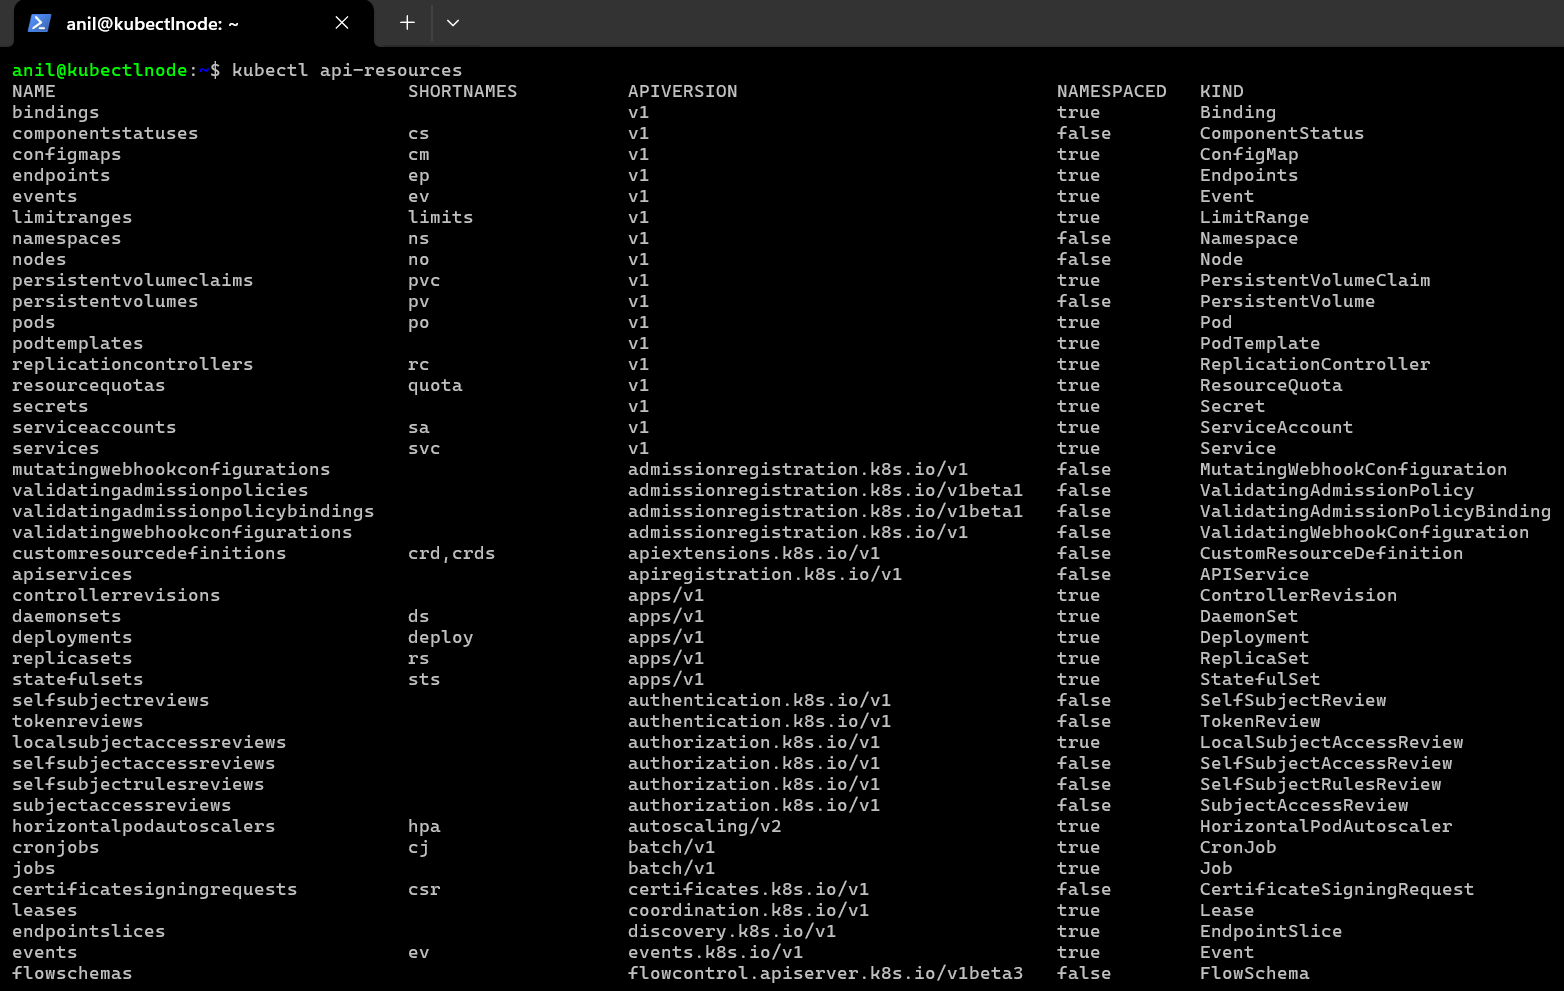 anil@kubectlnode: ~
anil@kubectlnode:~$ kubectl api-resources
NAME SHORTNAMES APIVERSION NAMESPACED KIND
bindings v1 true Binding
componentstatuses cs v1 false ComponentStatus
configmaps cm v1 true ConfigMap
endpoints ep v1 true Endpoints
events ev v1 true Event
limitranges limits v1 true LimitRange
namespaces ns v1 false Namespace
nodes no v1 false Node
persistentvolumeclaims pvc v1 true PersistentVolumeClaim
persistentvolumes pv v1 false PersistentVolume
pods po v1 true Pod
podtemplates v1 true PodTemplate
replicationcontrollers rc v1 true ReplicationController
resourcequotas quota v1 true ResourceQuota
secrets v1 true Secret
serviceaccounts sa v1 true ServiceAccount
services svc v1 true Service
mutatingwebhookconfigurations admissionregistration.k8s.io/v1 false MutatingWebhookConfiguration
validatingadmissionpolicies admissionregistration.k8s.io/v1beta1 false ValidatingAdmissionPolicy
validatingadmissionpolicybindings admissionregistration.k8s.io/v1beta1 false ValidatingAdmissionPolicyBinding
validatingwebhookconfigurations admissionregistration.k8s.io/v1 false ValidatingWebhookConfiguration
customresourcedefinitions crd,crds apiextensions.k8s.io/v1 false CustomResourceDefinition
apiservices apiregistration.k8s.io/v1 false APIService
controllerrevisions apps/v1 true ControllerRevision
daemonsets ds apps/v1 true DaemonSet
deployments deploy apps/v1 true Deployment
replicasets rs apps/v1 true ReplicaSet
statefulsets sts apps/v1 true StatefulSet
selfsubjectreviews authentication.k8s.io/v1 false SelfSubjectReview
tokenreviews authentication.k8s.io/v1 false TokenReview
localsubjectaccessreviews authorization.k8s.io/v1 true LocalSubjectAccessReview
selfsubjectaccessreviews authorization.k8s.io/v1 false SelfSubjectAccessReview
selfsubjectrulesreviews authorization.k8s.io/v1 false SelfSubjectRulesReview
subjectaccessreviews authorization.k8s.io/v1 false SubjectAccessReview
horizontalpodautoscalers hpa autoscaling/v2 true HorizontalPodAutoscaler
cronjobs cj batch/v1 true CronJob
jobs batch/v1 true Job
certificatesigningrequests csr certificates.k8s.io/v1 false CertificateSigningRequest
leases coordination.k8s.io/v1 true Lease
endpointslices discovery.k8s.io/v1 true EndpointSlice
events ev events.k8s.io/v1 true Event
flowschemas flowcontrol.apiserver.k8s.io/v1beta3 false FlowSchema